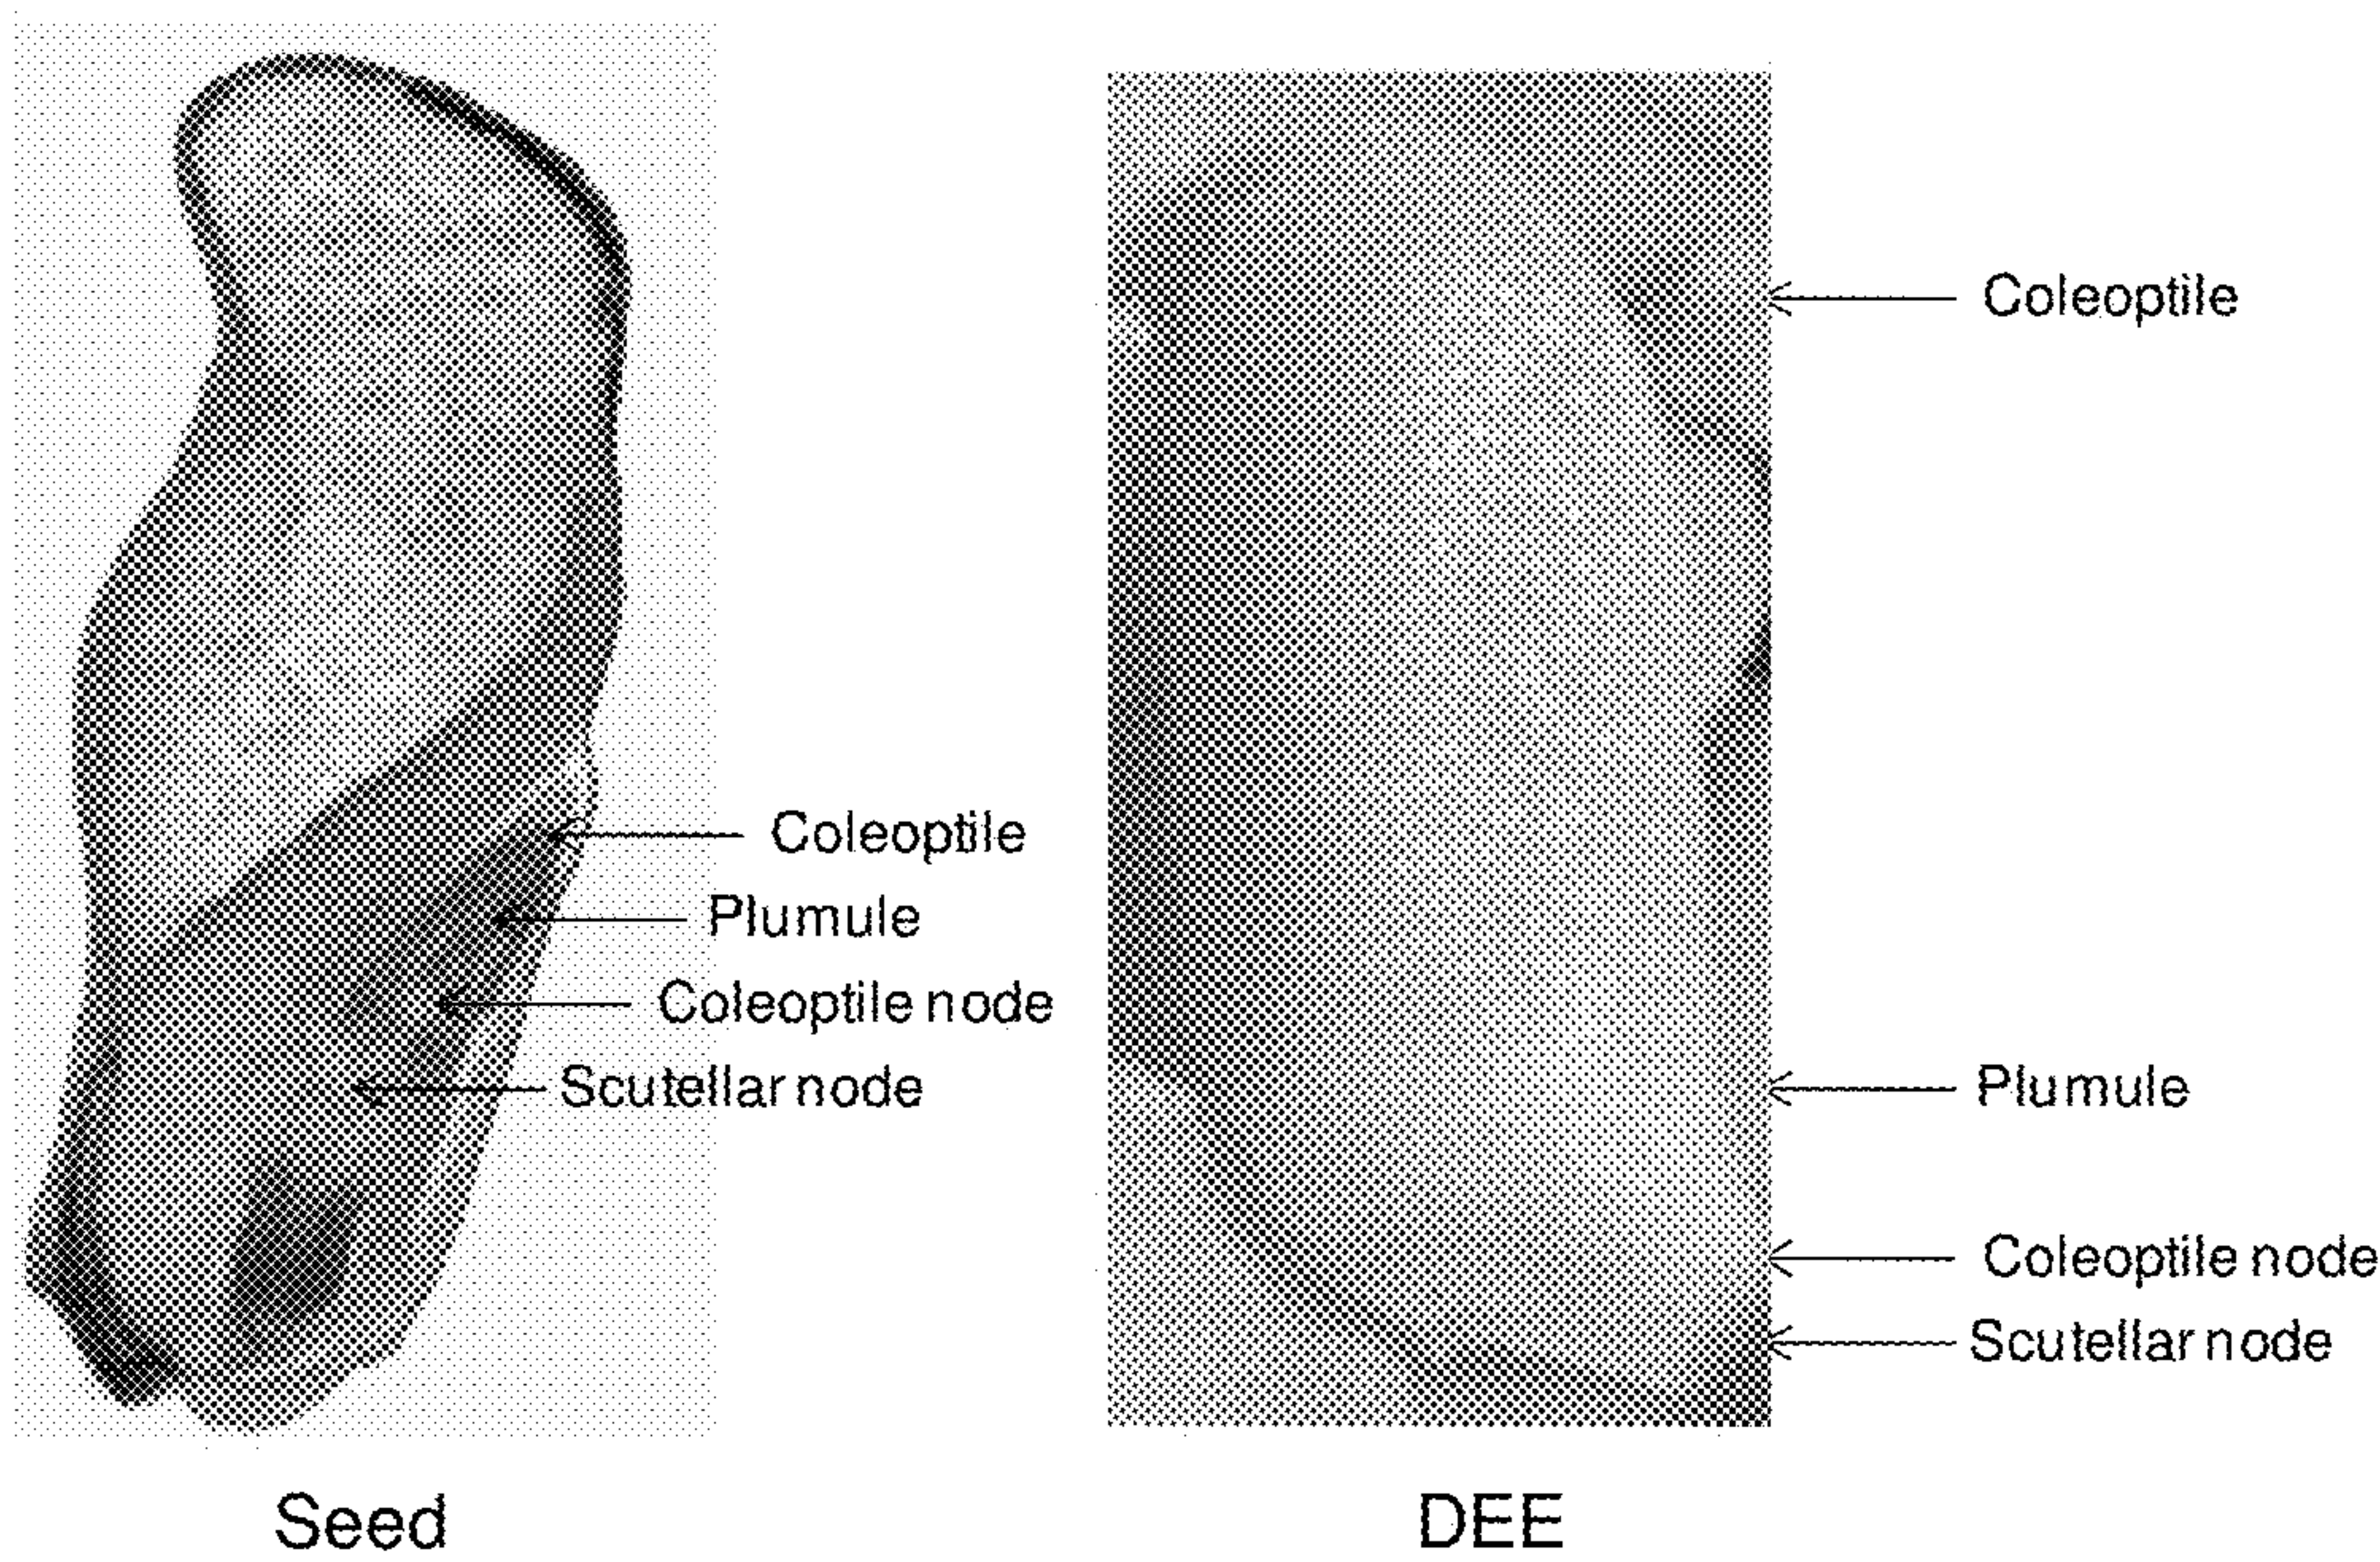 Coleoptile
Plumule
Coleoptile node
Scutellar node
Seed
Coleoptile
Plumule
Coleoptile node
Scutellar node
DEE